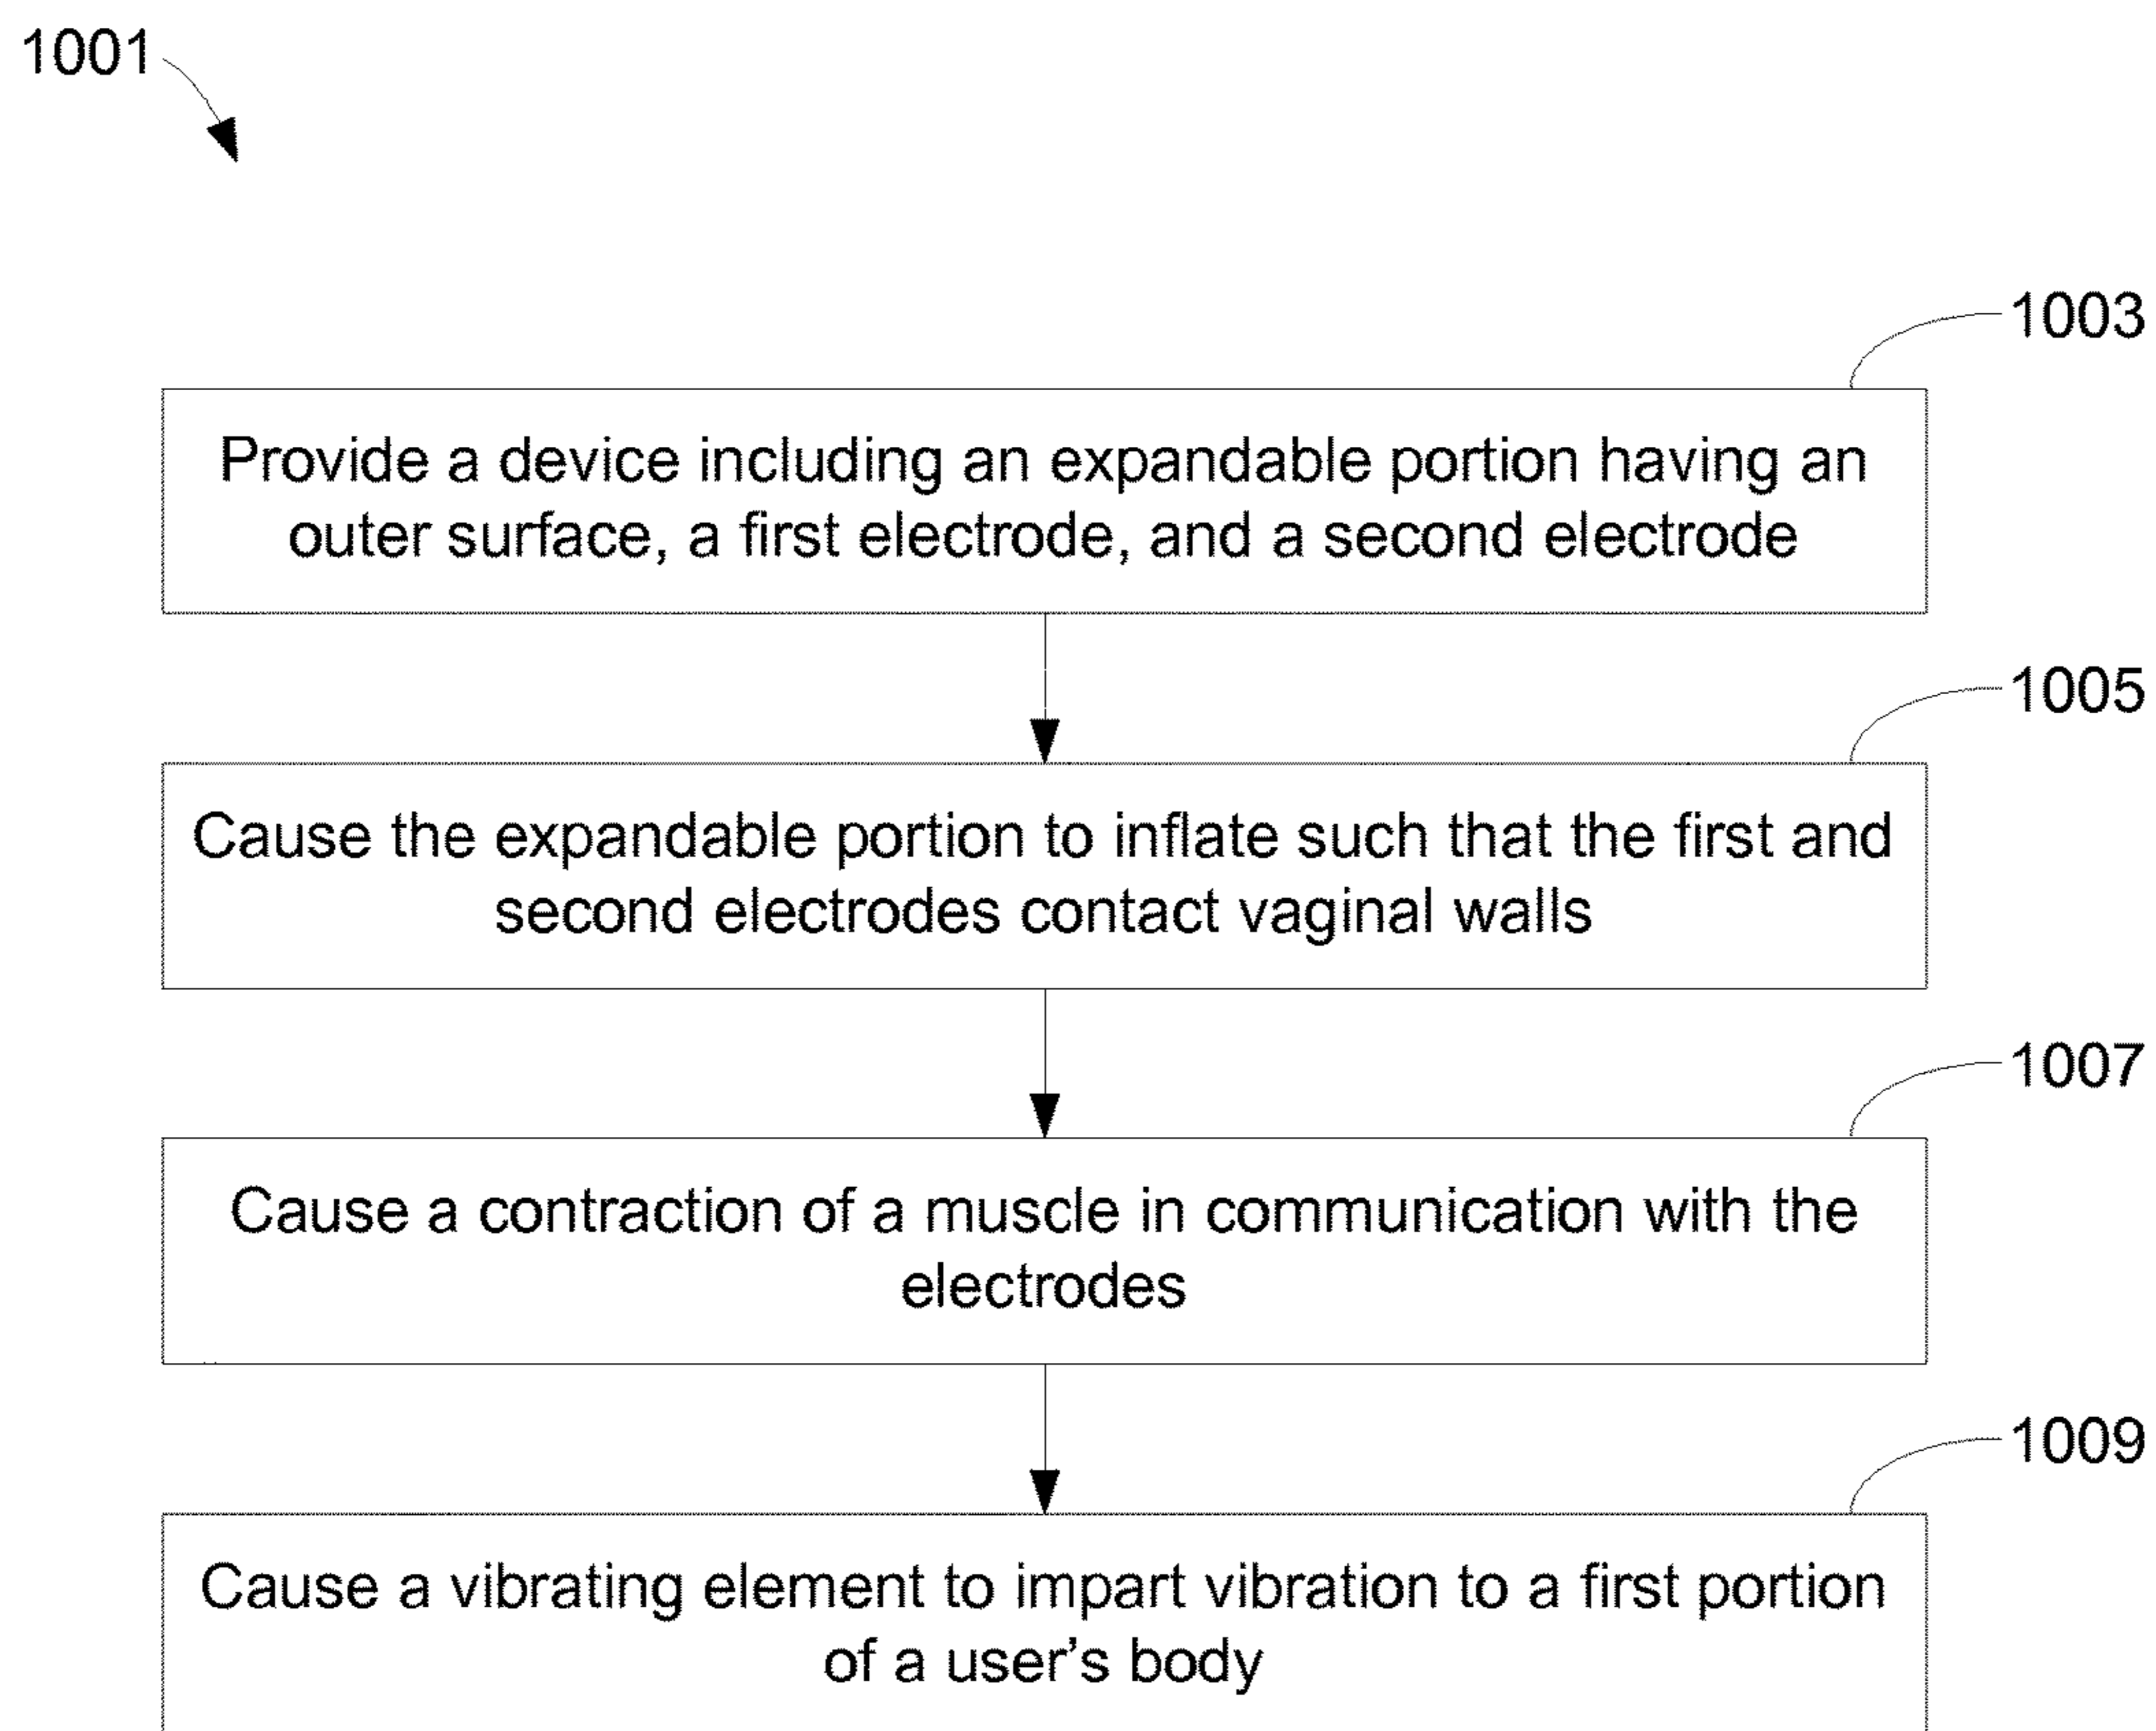 1001
1003
Provide a device including an expandable portion having an
outer surface, a first electrode, and a second electrode
1005
Cause the expandable portion to inflate such that the first and
second electrodes contact vaginal walls
1007
Cause a contraction of a muscle in communication with the
electrodes
1009
Cause a vibrating element to impart vibration to a first portion
of a user's body